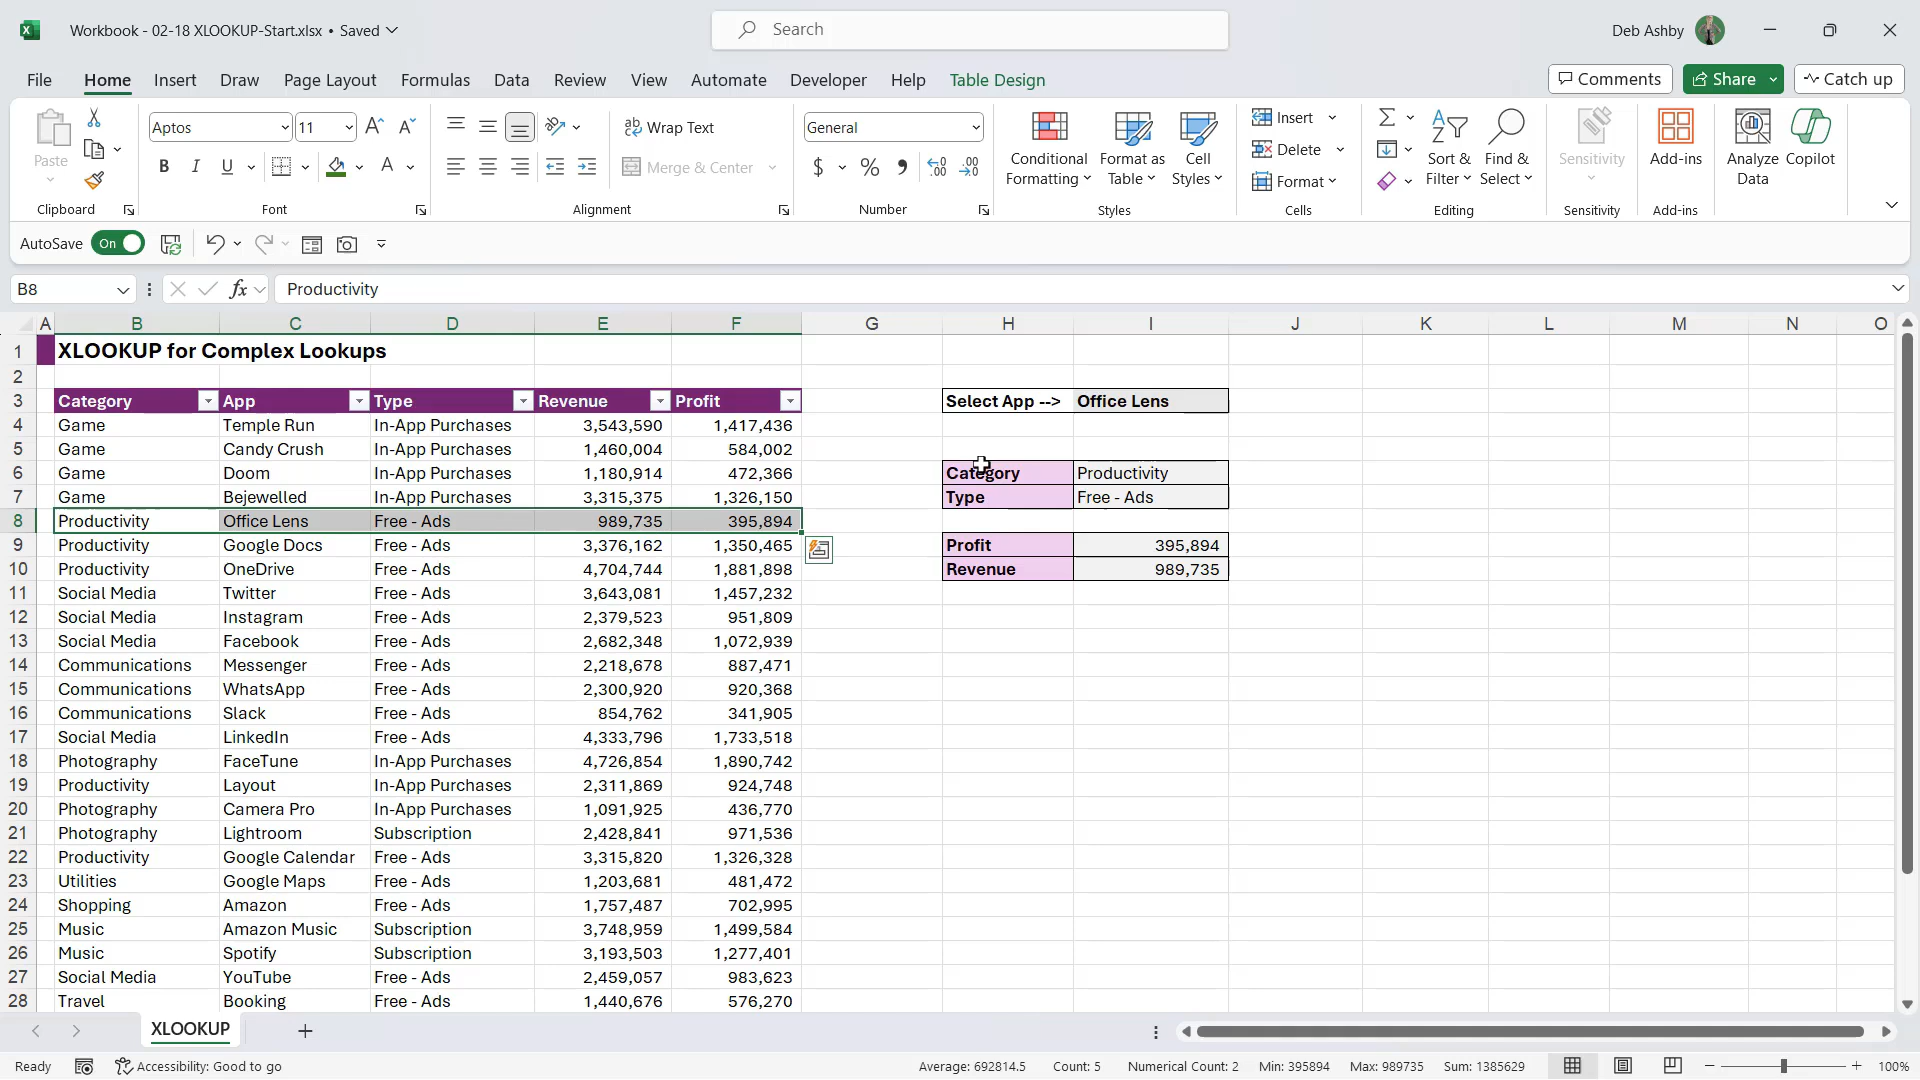 Workbook - 02-18 XLOOKUP-Start.xlsx • Saved
Search
Deb Ashby
File Home Insert Draw Page Layout Formulas Data Review View Automate Developer Help Table Design
Comments Share Catch up
Paste
Clipboard
Aptos 11
B I U
Font
Wrap Text
Merge & Center
Alignment
General
$ %
Number
Conditional Formatting
Format as Table
Cell Styles
Styles
Insert
Delete
Format
Cells
Sort & Filter
Find & Select
Editing
Sensitivity
Sensitivity
Add-ins
Add-ins
Analyze Data
Copilot
AutoSave On
B8 fx Productivity
A B C D E F G H I J K L M N O
1 XLOOKUP for Complex Lookups
2
3 Category App Type Revenue Profit Select App --> Office Lens
4 Game Temple Run In-App Purchases 3,543,590 1,417,436
5 Game Candy Crush In-App Purchases 1,460,004 584,002
6 Game Doom In-App Purchases 1,180,914 472,366 Category Productivity
7 Game Bejewelled In-App Purchases 3,315,375 1,326,150 Type Free - Ads
8 Productivity Office Lens Free - Ads 989,735 395,894
9 Productivity Google Docs Free - Ads 3,376,162 1,350,465 Profit 395,894
10 Productivity OneDrive Free - Ads 4,704,744 1,881,898 Revenue 989,735
11 Social Media Twitter Free - Ads 3,643,081 1,457,232
12 Social Media Instagram Free - Ads 2,379,523 951,809
13 Social Media Facebook Free - Ads 2,682,348 1,072,939
14 Communications Messenger Free - Ads 2,218,678 887,471
15 Communications WhatsApp Free - Ads 2,300,920 920,368
16 Communications Slack Free - Ads 854,762 341,905
17 Social Media LinkedIn Free - Ads 4,333,796 1,733,518
18 Photography FaceTune In-App Purchases 4,726,854 1,890,742
19 Productivity Layout In-App Purchases 2,311,869 924,748
20 Photography Camera Pro In-App Purchases 1,091,925 436,770
21 Photography Lightroom Subscription 2,428,841 971,536
22 Productivity Google Calendar Free - Ads 3,315,820 1,326,328
23 Utilities Google Maps Free - Ads 1,203,681 481,472
24 Shopping Amazon Free - Ads 1,757,487 702,995
25 Music Amazon Music Subscription 3,748,959 1,499,584
26 Music Spotify Subscription 3,193,503 1,277,401
27 Social Media YouTube Free - Ads 2,459,057 983,623
28 Travel Booking Free - Ads 1,440,676 576,270
XLOOKUP
Ready Accessibility: Good to go Average: 692814.5 Count: 5 Numerical Count: 2 Min: 395894 Max: 989735 Sum: 1385629 100%